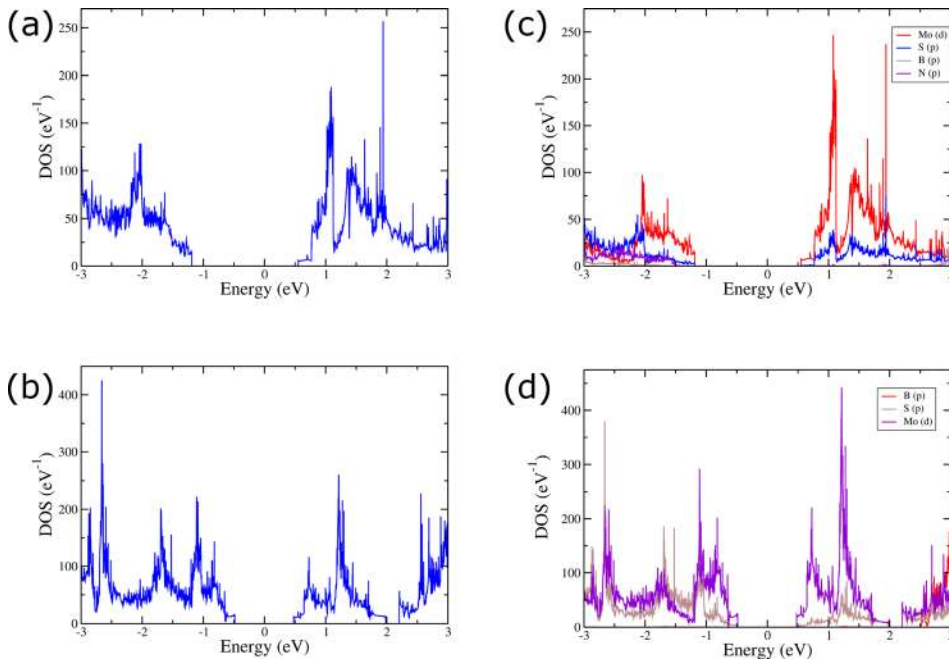 (a)
250
200
150
100
50
0
DOS (eV⁻¹)
-3 -2 -1 0 1 2 3
Energy (eV)
(c)
250
200
150
100
50
0
DOS (eV⁻¹)
Mo (d)
S (p)
B (p)
N (p)
-3 -2 -1 0 1 2
Energy (eV)
(b)
400
300
200
100
0
DOS (eV⁻¹)
-3 -2 -1 0 1 2 3
Energy (eV)
(d)
400
300
200
100
0
DOS (eV⁻¹)
B (p)
S (p)
Mo (d)
-3 -2 -1 0 1 2
Energy (eV)